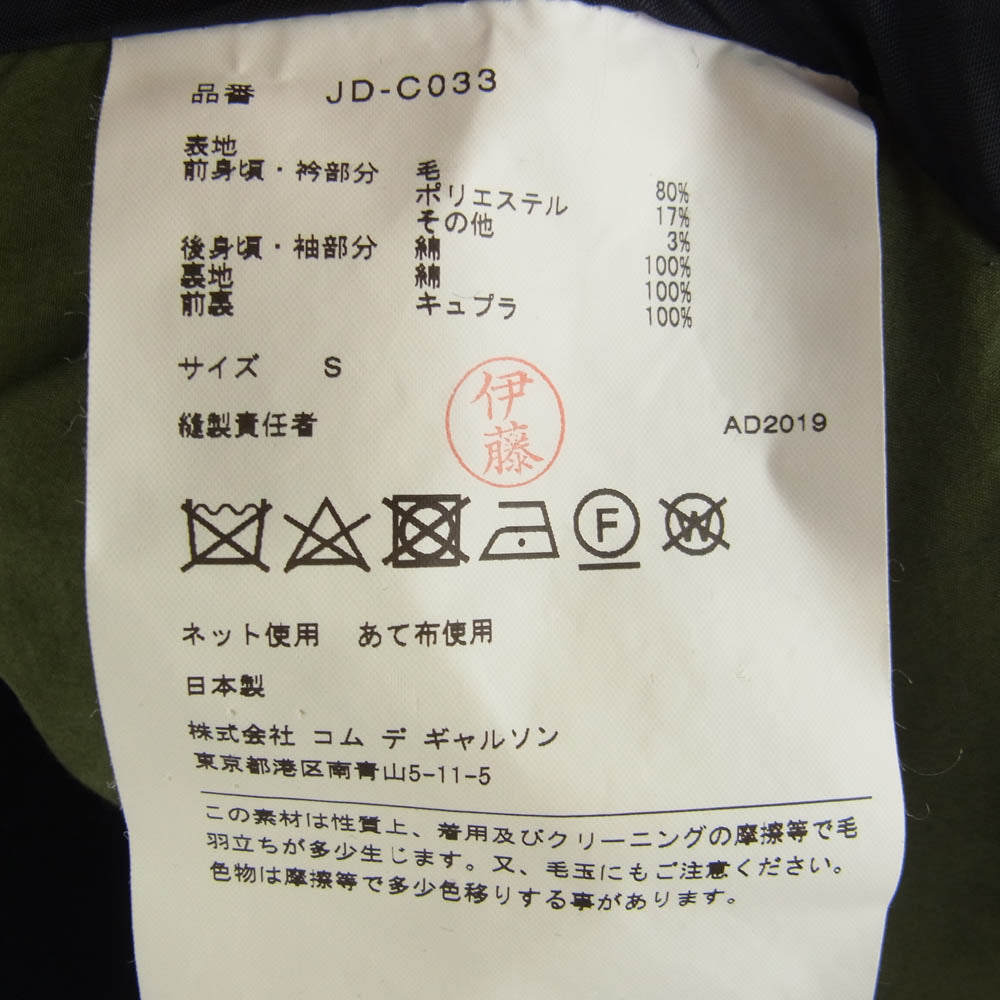 品番 JD-C033
表地
前身頃・衿部分 毛 80%
ポリエステル 17%
その他 3%
後身頃・袖部分 綿 100%
裏地 綿 100%
前裏 キュプラ 100%
サイズ S
縫製責任者 伊藤 AD2019
F W
ネット使用 あて布使用
日本製
株式会社 コム デ ギャルソン
東京都港区南青山5-11-5
この素材は性質上、着用及びクリーニングの摩擦等で毛
羽立ちが多少生じます。又、毛玉にもご注意ください。
色物は摩擦等で多少色移りする事があります。